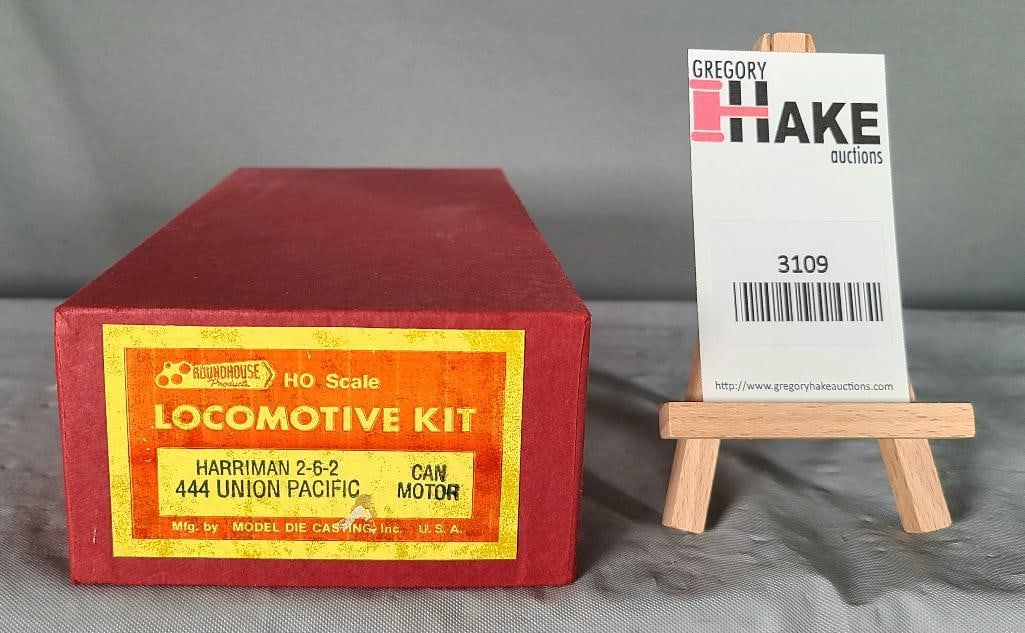 ROUNDHOUSE
Products
HO Scale
LOCOMOTIVE KIT
HARRIMAN 2-6-2
444 UNION PACIFIC
CAN
MOTOR
Mfg. by MODEL DIE CASTING, Inc. U. S. A.
GREGORY
HAKE
auctions
3109
http://www.gregoryhakeauctions.com